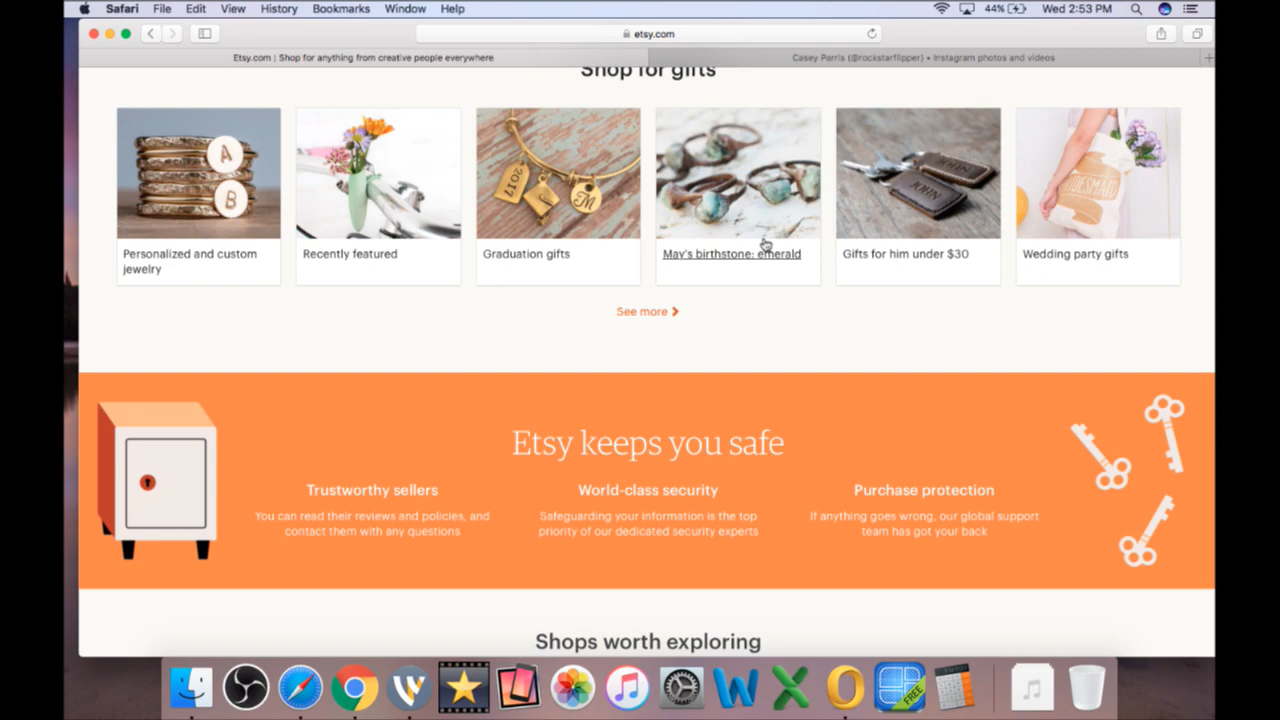 Safari File Edit View History Bookmarks Window Help 44% Wed 2:53 PM
etsy.com
Etsy.com | Shop for anything from creative people everywhere Casey Parris (@rockstarflipper) • Instagram photos and videos
Shop for gifts
A
B
2017
M
JOHN
BRIDESMAID
Personalized and custom
jewelry
Recently featured
Graduation gifts
May's birthstone: emerald
Gifts for him under $30
Wedding party gifts
See more
Etsy keeps you safe
Trustworthy sellers
You can read their reviews and policies, and
contact them with any questions
World-class security
Safeguarding your information is the top
priority of our dedicated security experts
Purchase protection
If anything goes wrong, our global support
team has got your back
Shops worth exploring
FREE